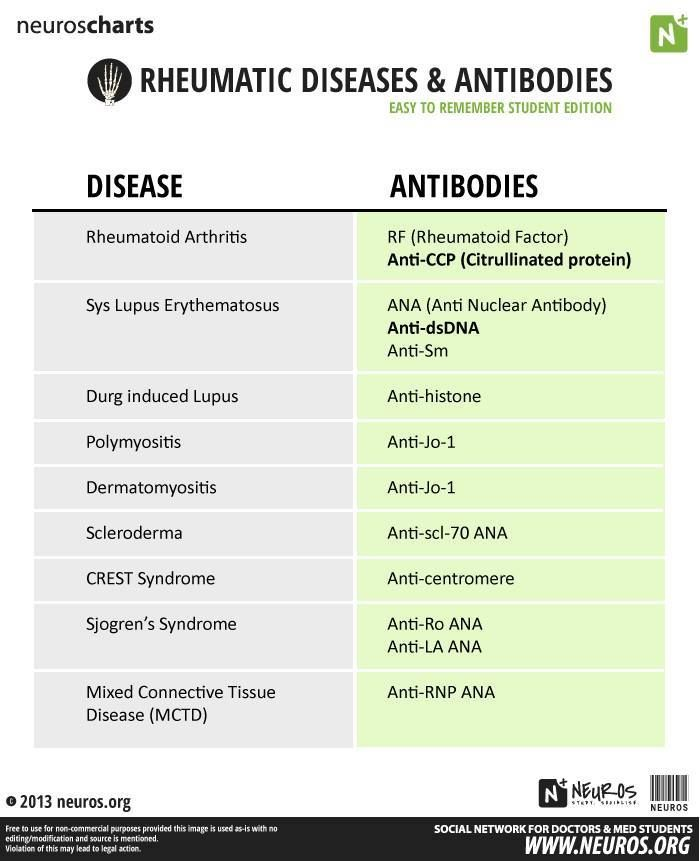 neuroscharts
N+
RHEUMATIC DISEASES & ANTIBODIES
EASY TO REMEMBER STUDENT EDITION
DISEASE ANTIBODIES
Rheumatoid Arthritis RF (Rheumatoid Factor)
Anti-CCP (Citrullinated protein)
Sys Lupus Erythematosus ANA (Anti Nuclear Antibody)
Anti-dsDNA
Anti-Sm
Durg induced Lupus Anti-histone
Polymyositis Anti-Jo-1
Dermatomyositis Anti-Jo-1
Scleroderma Anti-scl-70 ANA
CREST Syndrome Anti-centromere
Sjogren's Syndrome Anti-Ro ANA
Anti-LA ANA
Mixed Connective Tissue Anti-RNP ANA
Disease (MCTD)
© 2013 neuros.org
N+ NEUROS
STUDY. SOCIALISE.
NEUROS
Free to use for non-commercial purposes provided this image is used as-is with no
editing/modification and source is mentioned.
Violation of this may lead to legal action.
SOCIAL NETWORK FOR DOCTORS & MED STUDENTS
WWW.NEUROS.ORG